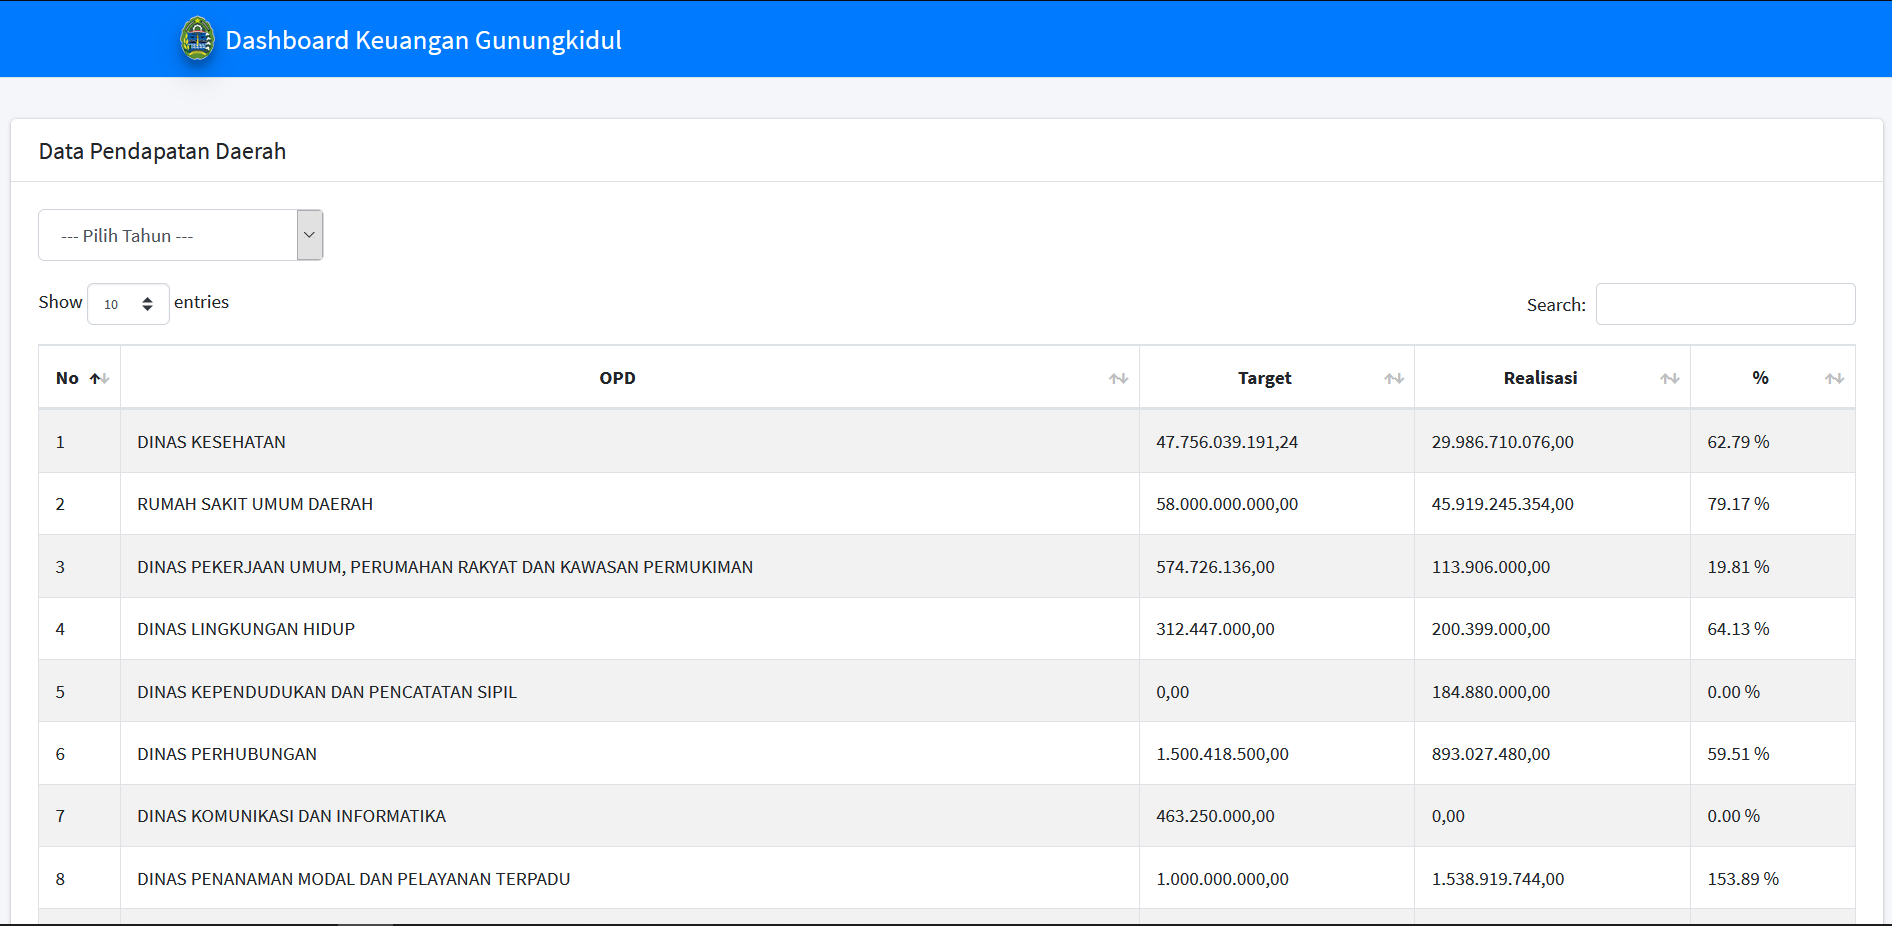 Dashboard Keuangan Gunungkidul
Data Pendapatan Daerah
--- Pilih Tahun ---
Show 10 entries
Search:
No OPD Target Realisasi %
1 DINAS KESEHATAN 47.756.039.191,24 29.986.710.076,00 62.79 %
2 RUMAH SAKIT UMUM DAERAH 58.000.000.000,00 45.919.245.354,00 79.17 %
3 DINAS PEKERJAAN UMUM, PERUMAHAN RAKYAT DAN KAWASAN PERMUKIMAN 574.726.136,00 113.906.000,00 19.81 %
4 DINAS LINGKUNGAN HIDUP 312.447.000,00 200.399.000,00 64.13 %
5 DINAS KEPENDUDUKAN DAN PENCATATAN SIPIL 0,00 184.880.000,00 0.00 %
6 DINAS PERHUBUNGAN 1.500.418.500,00 893.027.480,00 59.51 %
7 DINAS KOMUNIKASI DAN INFORMATIKA 463.250.000,00 0,00 0.00 %
8 DINAS PENANAMAN MODAL DAN PELAYANAN TERPADU 1.000.000.000,00 1.538.919.744,00 153.89 %